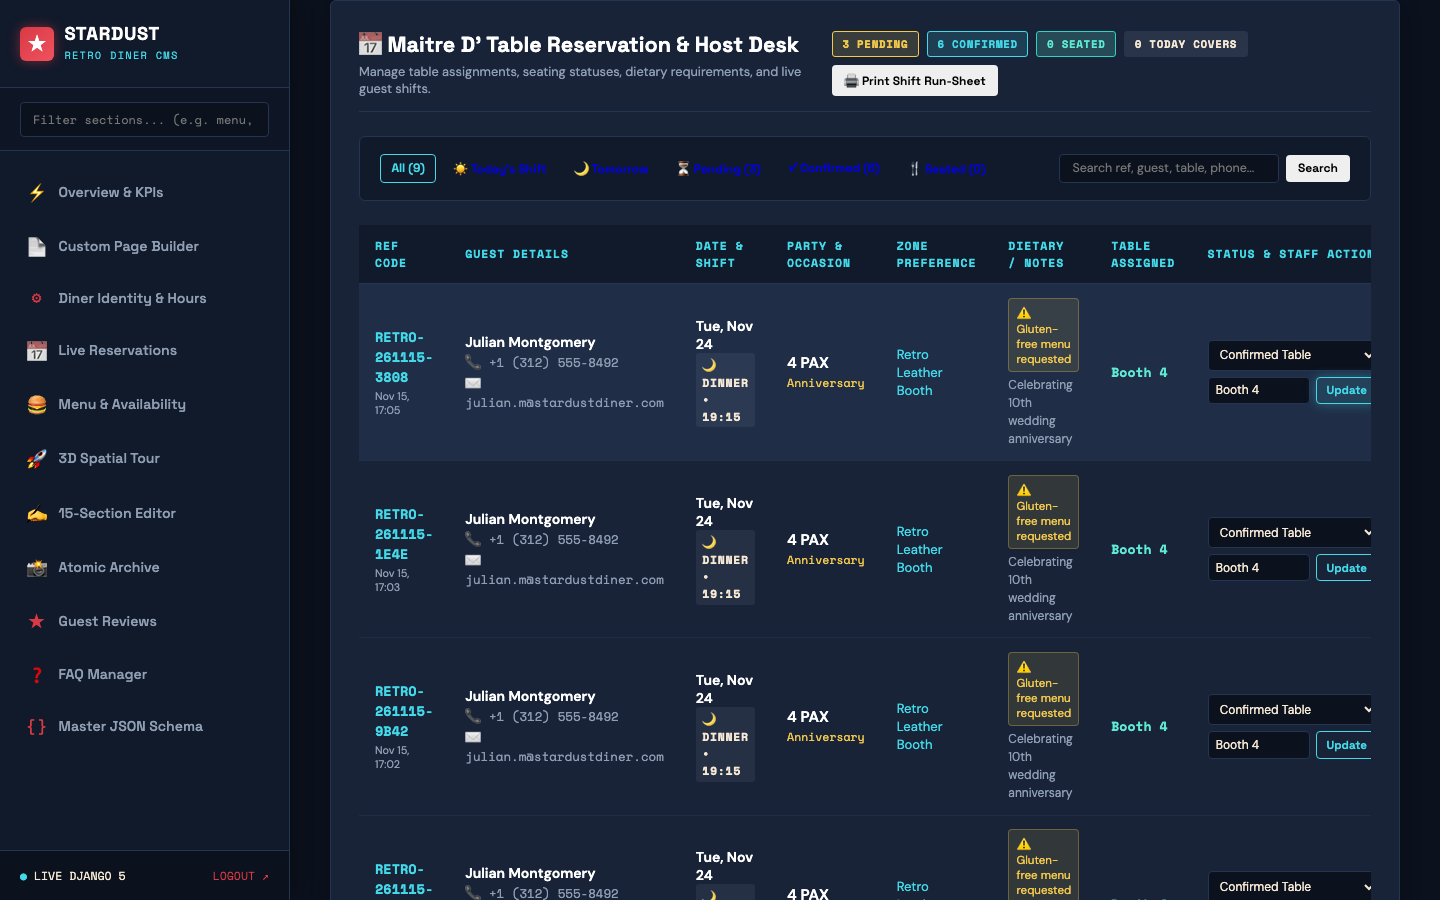 STARDUST
RETRO DINER CMS
Filter sections... (e.g. menu,
Overview & KPIs
Custom Page Builder
Diner Identity & Hours
Live Reservations
Menu & Availability
3D Spatial Tour
15-Section Editor
Atomic Archive
Guest Reviews
FAQ Manager
{} Master JSON Schema
LIVE DJANGO 5
LOGOUT ↗
Maitre D' Table Reservation & Host Desk
Manage table assignments, seating statuses, dietary requirements, and live
guest shifts.
3 PENDING
6 CONFIRMED
0 SEATED
0 TODAY COVERS
Print Shift Run-Sheet
All (9)
Today's Shift
Tomorrow
Pending (3)
✓ Confirmed (6)
Seated (0)
Search ref, guest, table, phone...
Search
REF
CODE
GUEST DETAILS
DATE &
SHIFT
PARTY &
OCCASION
ZONE
PREFERENCE
DIETARY
/ NOTES
TABLE
ASSIGNED
STATUS & STAFF ACTION
RETRO-
261115-
3808
Nov 15,
17:05
Julian Montgomery
+1 (312) 555-8492
julian.m@stardustdiner.com
Tue, Nov
24
DINNER
•
19:15
4 PAX
Anniversary
Retro
Leather
Booth
Gluten-
free menu
requested
Celebrating
10th
wedding
anniversary
Booth 4
Confirmed Table
Booth 4
Update
RETRO-
261115-
1E4E
Nov 15,
17:03
Julian Montgomery
+1 (312) 555-8492
julian.m@stardustdiner.com
Tue, Nov
24
DINNER
•
19:15
4 PAX
Anniversary
Retro
Leather
Booth
Gluten-
free menu
requested
Celebrating
10th
wedding
anniversary
Booth 4
Confirmed Table
Booth 4
Update
RETRO-
261115-
9B42
Nov 15,
17:02
Julian Montgomery
+1 (312) 555-8492
julian.m@stardustdiner.com
Tue, Nov
24
DINNER
•
19:15
4 PAX
Anniversary
Retro
Leather
Booth
Gluten-
free menu
requested
Celebrating
10th
wedding
anniversary
Booth 4
Confirmed Table
Booth 4
Update
RETRO-
261115-
Julian Montgomery
+1 (312) 555-8492
Tue, Nov
24
4 PAX
Retro
Gluten-
free menu
requested
Confirmed Table